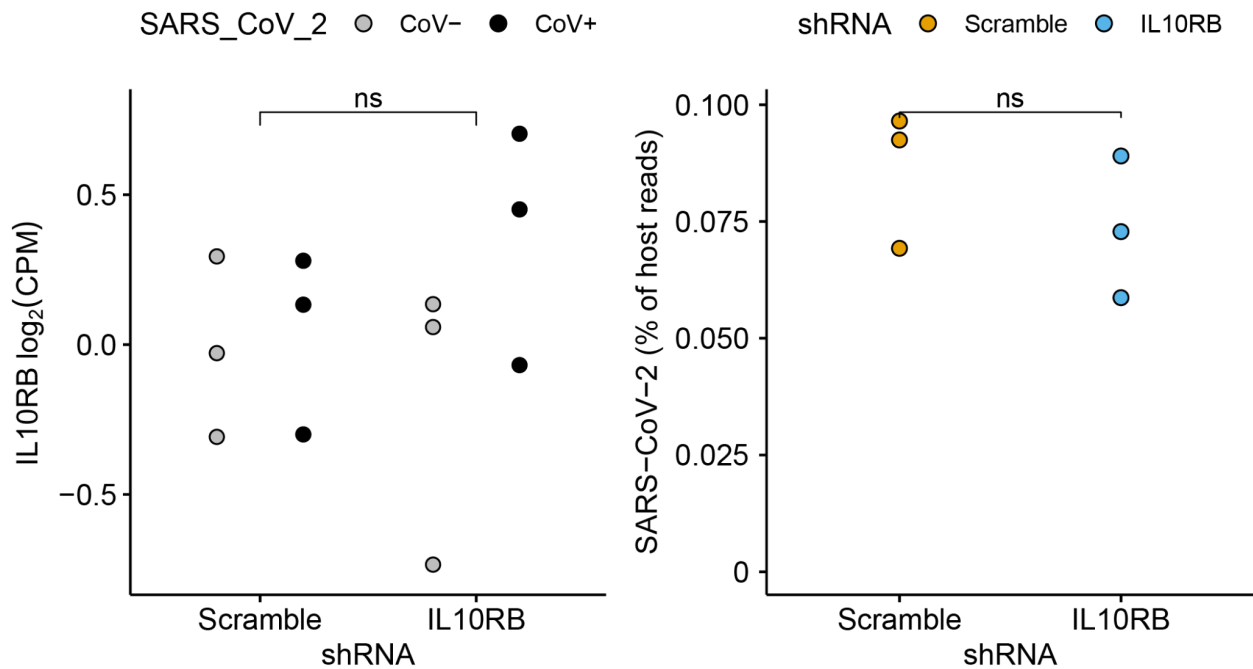 SARS_CoV_2 CoV− CoV+
ns
IL10RB log₂(CPM)
0.5
0.0
−0.5
Scramble IL10RB
shRNA
shRNA Scramble IL10RB
ns
SARS−CoV−2 (% of host reads)
0.100
0.075
0.050
0.025
0
Scramble IL10RB
shRNA